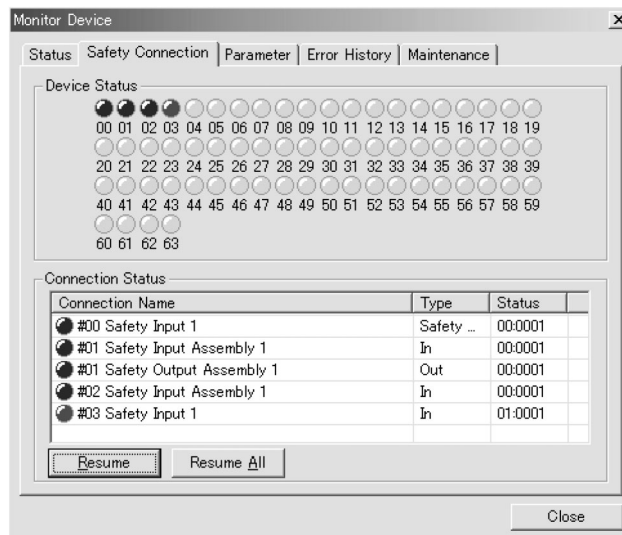 Monitor Device
Status Safety Connection Parameter Error History Maintenance
Device Status
00 01 02 03 04 05 06 07 08 09 10 11 12 13 14 15 16 17 18 19
20 21 22 23 24 25 26 27 28 29 30 31 32 33 34 35 36 37 38 39
40 41 42 43 44 45 46 47 48 49 50 51 52 53 54 55 56 57 58 59
60 61 62 63
Connection Status
Connection Name Type Status
#00 Safety Input 1 Safety ... 00:0001
#01 Safety Input Assembly 1 In 00:0001
#01 Safety Output Assembly 1 Out 00:0001
#02 Safety Input Assembly 1 In 00:0001
#03 Safety Input 1 In 01:0001
Resume Resume All
Close